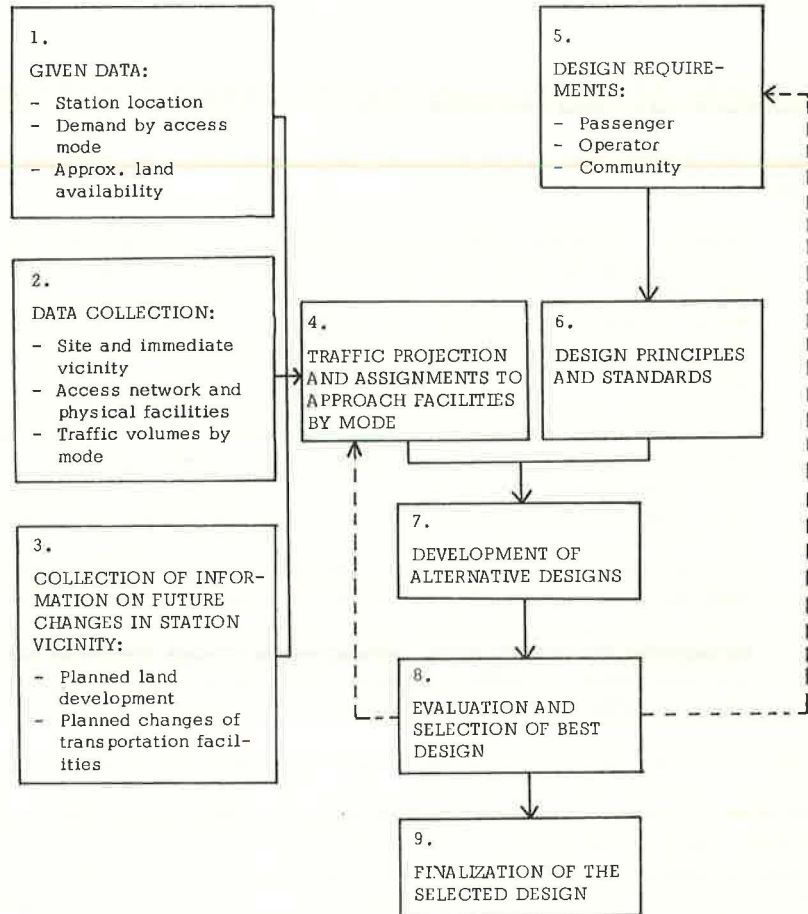 1.
GIVEN DATA:
- Station location
- Demand by access
mode
- Approx. land
availability
2.
DATA COLLECTION:
- Site and immediate
vicinity
- Access network and
physical facilities
- Traffic volumes by
mode
3.
COLLECTION OF INFOR-
MATION ON FUTURE
CHANGES IN STATION
VICINITY:
- Planned land
development
- Planned changes of
transportation facil-
ities
4.
TRAFFIC PROJECTION
AND ASSIGNMENTS TO
APPROACH FACILITIES
BY MODE
5.
DESIGN REQUIRE-
MENTS:
- Passenger
- Operator
- Community
6.
DESIGN PRINCIPLES
AND STANDARDS
7.
DEVELOPMENT OF
ALTERNATIVE DESIGNS
8.
EVALUATION AND
SELECTION OF BEST
DESIGN
9.
FINALIZATION OF THE
SELECTED DESIGN